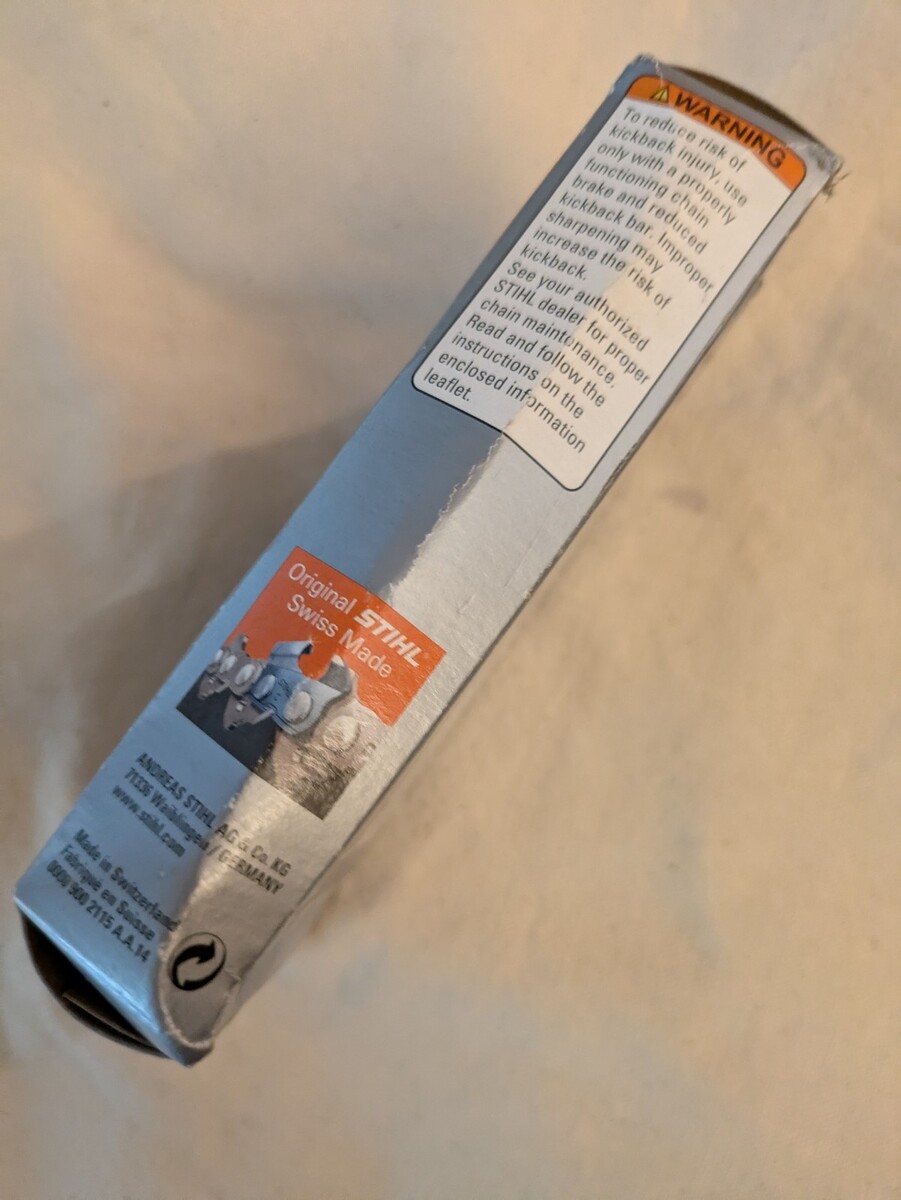 WARNING
To reduce risk of
kickback injury, use
only with a properly
functioning chain
brake and reduced
kickback bar. Improper
sharpening may
increase the risk of
kickback.
See your authorized
STIHL dealer for proper
chain maintenance.
Read and follow the
instructions on the
enclosed information
leaflet.
Original STIHL
Swiss Made
ANDREAS STIHL AG & Co. KG
71336 Waiblingen / GERMANY
www.stihl.com
Made in Switzerland
Fabriqué en Suisse
0000 900 2115 A.A.14